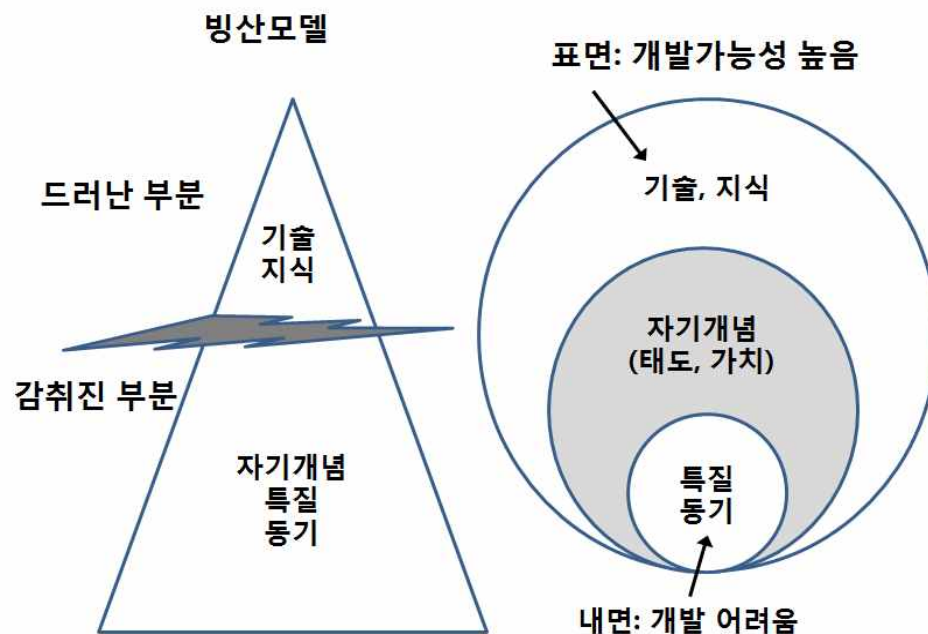 빙산모델
드러난 부분
기술
지식
감취진 부분
자기개념
특질
동기
표면: 개발가능성 높음
기술, 지식
자기개념
(태도, 가치)
특질
동기
내면: 개발 어려움